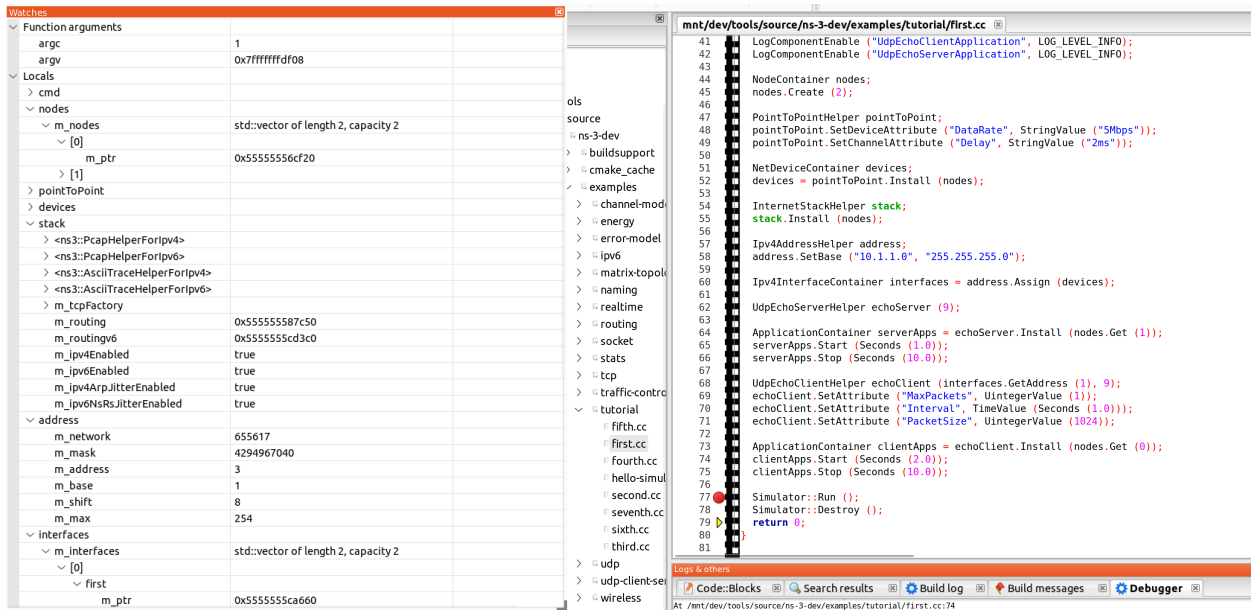 Watches
Function arguments
argc 1
argv 0x7fffffffdf08
Locals
cmd
nodes
m_nodes std::vector of length 2, capacity 2
[0]
m_ptr 0x55555556cf20
[1]
pointToPoint
devices
stack
<ns3::PcapHelperForIpv4>
<ns3::PcapHelperForIpv6>
<ns3::AsciiTraceHelperForIpv4>
<ns3::AsciiTraceHelperForIpv6>
m_tcpFactory
m_routing 0x555555587c50
m_routingv6 0x5555555cd3c0
m_ipv4Enabled true
m_ipv6Enabled true
m_ipv4ArpJitterEnabled true
m_ipv6NsRsJitterEnabled true
address
m_network 655617
m_mask 4294967040
m_address 3
m_base 1
m_shift 8
m_max 254
interfaces
m_interfaces std::vector of length 2, capacity 2
[0]
first
m_ptr 0x5555555ca660
ols
source
ns-3-dev
buildsupport
cmake_cache
examples
channel-mode
energy
error-model
ipv6
matrix-topolo
naming
realtime
routing
socket
stats
tcp
traffic-contro
tutorial
fifth.cc
first.cc
fourth.cc
hello-simul
second.cc
seventh.cc
sixth.cc
third.cc
udp
udp-client-ser
wireless
mnt/dev/tools/source/ns-3-dev/examples/tutorial/first.cc
41 LogComponentEnable ("UdpEchoClientApplication", LOG_LEVEL_INFO);
42 LogComponentEnable ("UdpEchoServerApplication", LOG_LEVEL_INFO);
43
44 NodeContainer nodes;
45 nodes.Create (2);
46
47 PointToPointHelper pointToPoint;
48 pointToPoint.SetDeviceAttribute ("DataRate", StringValue ("5Mbps"));
49 pointToPoint.SetChannelAttribute ("Delay", StringValue ("2ms"));
50
51 NetDeviceContainer devices;
52 devices = pointToPoint.Install (nodes);
53
54 InternetStackHelper stack;
55 stack.Install (nodes);
56
57 Ipv4AddressHelper address;
58 address.SetBase ("10.1.1.0", "255.255.255.0");
59
60 Ipv4InterfaceContainer interfaces = address.Assign (devices);
61
62 UdpEchoServerHelper echoServer (9);
63
64 ApplicationContainer serverApps = echoServer.Install (nodes.Get (1));
65 serverApps.Start (Seconds (1.0));
66 serverApps.Stop (Seconds (10.0));
67
68 UdpEchoClientHelper echoClient (interfaces.GetAddress (1), 9);
69 echoClient.SetAttribute ("MaxPackets", UintegerValue (1));
70 echoClient.SetAttribute ("Interval", TimeValue (Seconds (1.0)));
71 echoClient.SetAttribute ("PacketSize", UintegerValue (1024));
72
73 ApplicationContainer clientApps = echoClient.Install (nodes.Get (0));
74 clientApps.Start (Seconds (2.0));
75 clientApps.Stop (Seconds (10.0));
76
77 Simulator::Run ();
78 Simulator::Destroy ();
79 return 0;
80 }
81
Logs & others
Code::Blocks Search results Build log Build messages Debugger
At /mnt/dev/tools/source/ns-3-dev/examples/tutorial/first.cc:74